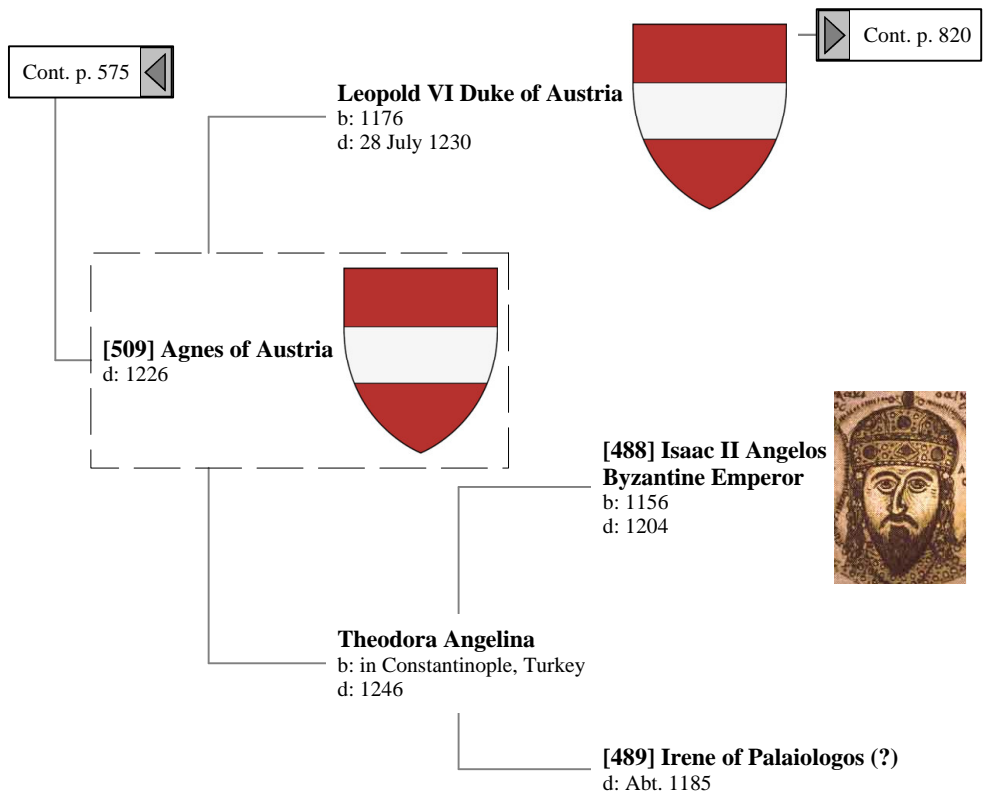 Cont. p. 575
Cont. p. 820
Leopold VI Duke of Austria
b: 1176
d: 28 July 1230
[509] Agnes of Austria
d: 1226
[488] Isaac II Angelos
Byzantine Emperor
b: 1156
d: 1204
Theodora Angelina
b: in Constantinople, Turkey
d: 1246
[489] Irene of Palaiologos (?)
d: Abt. 1185